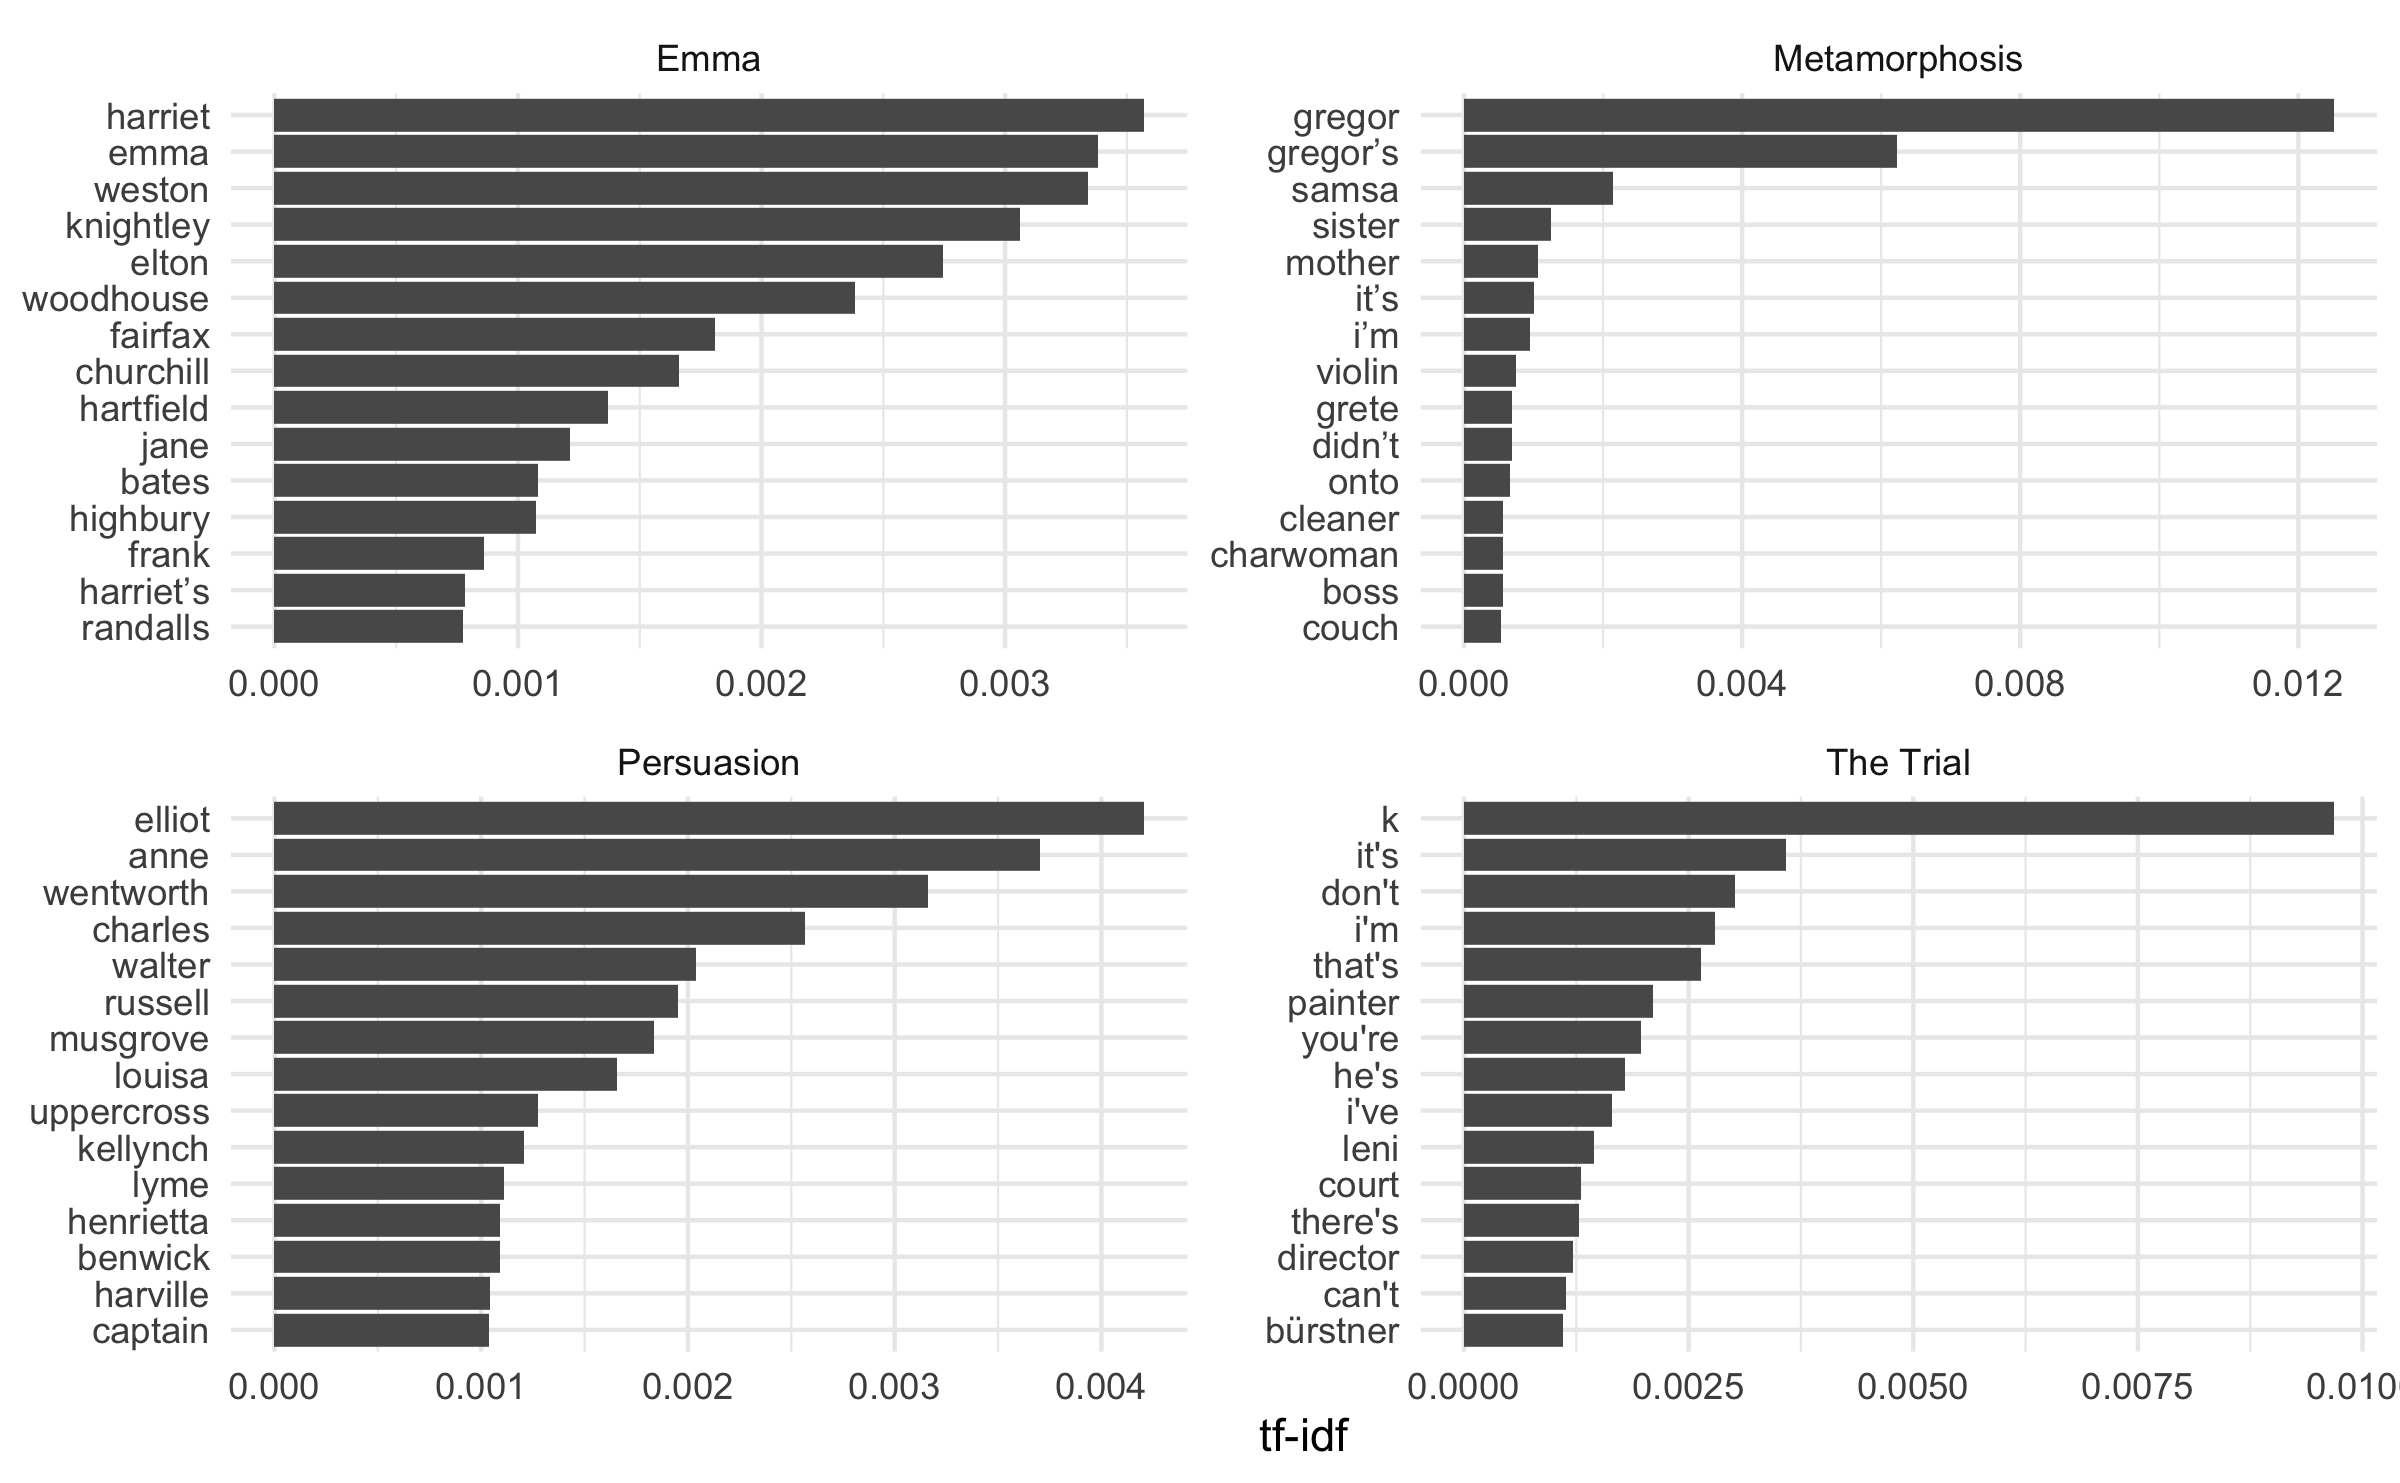 Emma
harriet
emma
weston
knightley
elton
woodhouse
fairfax
churchill
hartfield
jane
bates
highbury
frank
harriet’s
randalls
0.000 0.001 0.002 0.003
Metamorphosis
gregor
gregor’s
samsa
sister
mother
it’s
i’m
violin
grete
didn’t
onto
cleaner
charwoman
boss
couch
0.000 0.004 0.008 0.012
Persuasion
elliot
anne
wentworth
charles
walter
russell
musgrove
louisa
uppercross
kellynch
lyme
henrietta
benwick
harville
captain
0.000 0.001 0.002 0.003 0.004
The Trial
k
it's
don't
i'm
that's
painter
you're
he's
i've
leni
court
there's
director
can't
bürstner
0.0000 0.0025 0.0050 0.0075 0.010
tf-idf